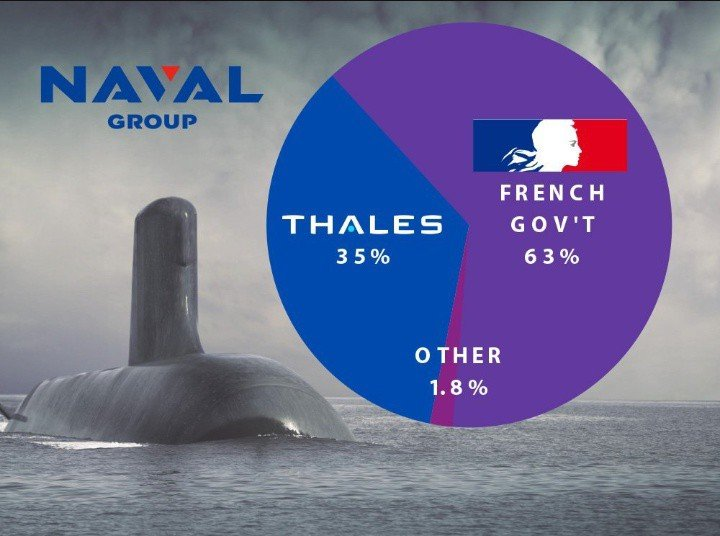 NAVAL
GROUP
FRENCH
GOV'T
63%
THALES
35%
OTHER
1.8%